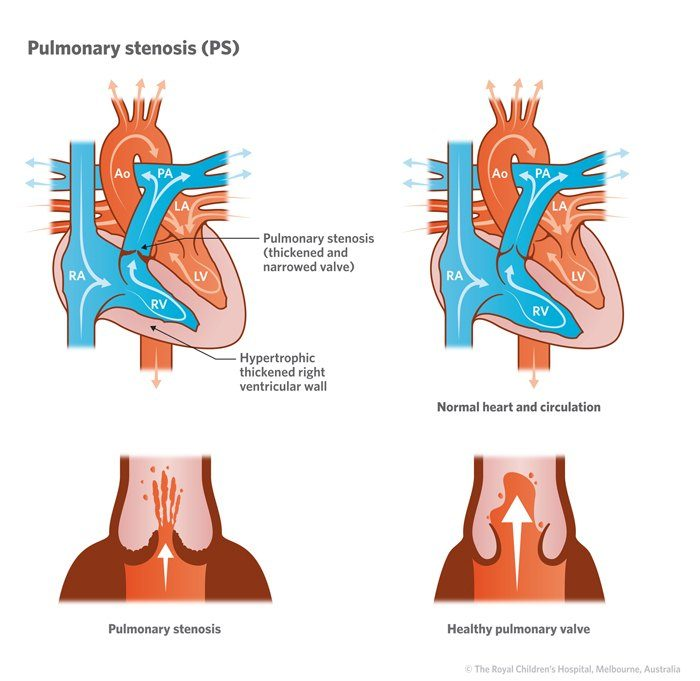 Pulmonary stenosis (PS)
Ao
PA
LA
RA
LV
RV
Pulmonary stenosis
(thickened and
narrowed valve)
Hypertrophic
thickened right
ventricular wall
Ao
PA
LA
RA
LV
RV
Normal heart and circulation
Pulmonary stenosis
Healthy pulmonary valve
© The Royal Children's Hospital, Melbourne, Australia